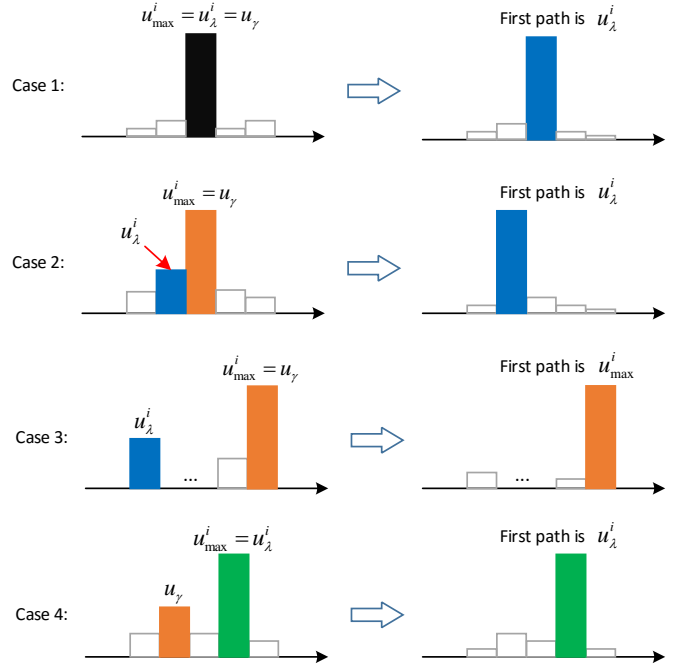 u^i_max = u^i_λ = u_γ
First path is u^i_λ
Case 1:
u^i_max = u_γ
First path is u^i_λ
u^i_λ
Case 2:
u^i_max = u_γ
First path is u^i_max
u^i_λ
Case 3:
...
...
u^i_max = u^i_λ
First path is u^i_λ
u_γ
Case 4: